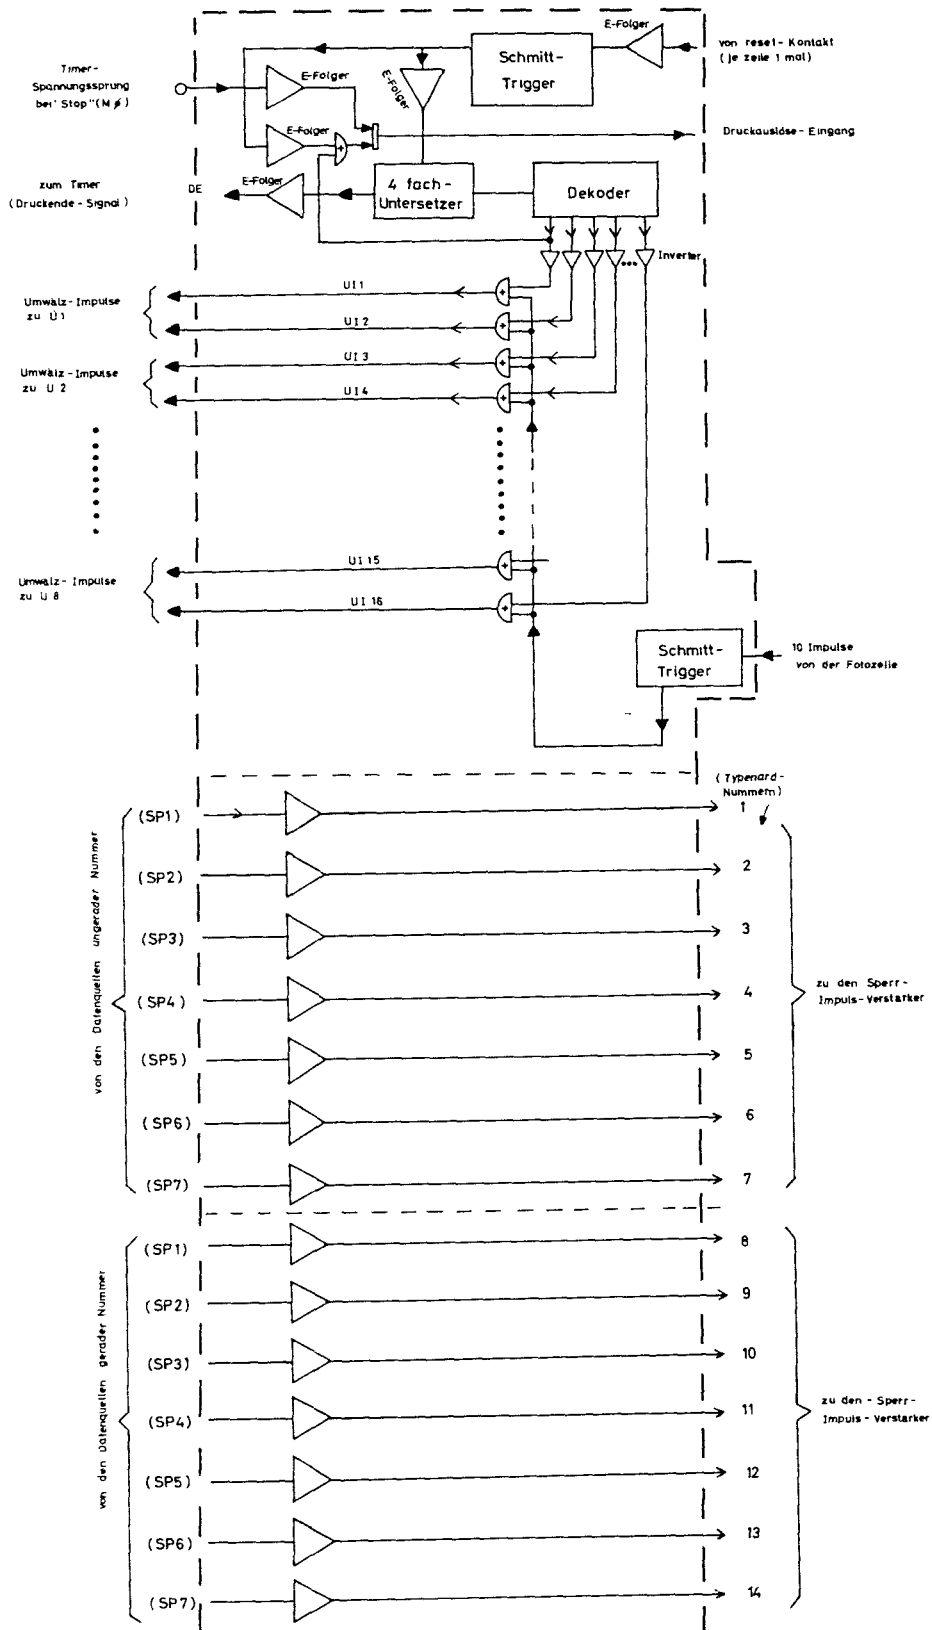 E-Folger
von reset-Kontakt
(je zeile 1 mal)
Schmitt-
Trigger
Timer-
Spannungssprung
bei "Stop" (M ∅)
E-Folger
E-Folger
E-Folger
Druckauslöse-Eingang
zum Timer
(Druckende-Signal)
DE
E-Folger
4 fach-
Untersetzer
Dekoder
Inverter
Umwälz-Impulse
zu U1
UI 1
UI 2
Umwälz-Impulse
zu U 2
UI 3
UI 4
Umwälz-Impulse
zu U 8
UI 15
UI 16
Schmitt-
Trigger
10 Impulse
von der Fotozelle
(Typenrad-
Nummern)
von den Datenquellen ungerader Nummer
(SP1)
1
(SP2)
2
(SP3)
3
(SP4)
4
(SP5)
5
(SP6)
6
(SP7)
7
zu den Sperr-
Impuls-Verstärker
von den Datenquellen gerader Nummer
(SP1)
8
(SP2)
9
(SP3)
10
(SP4)
11
(SP5)
12
(SP6)
13
(SP7)
14
zu den - Sperr-
Impuls-Verstärker